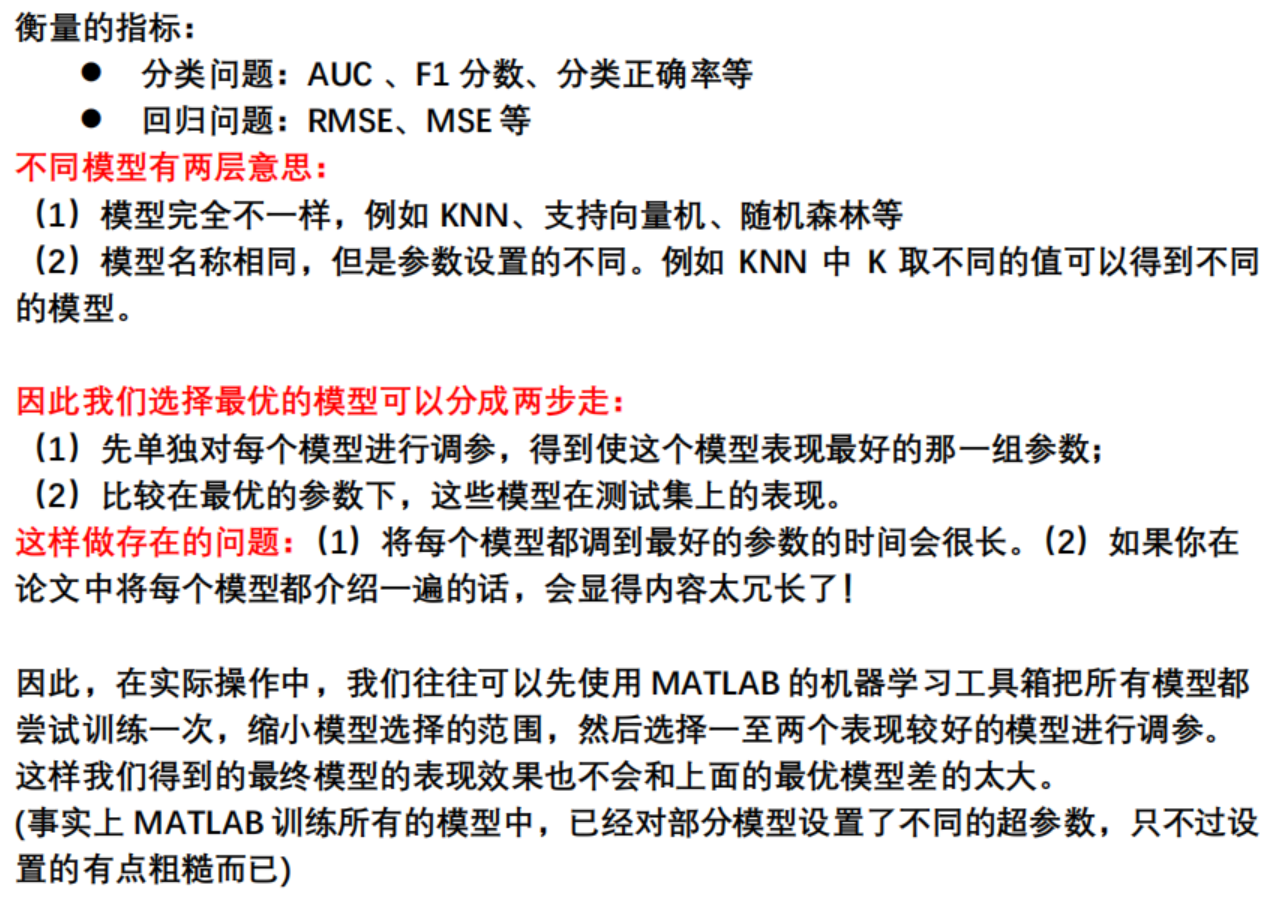 衡量的指标：
● 分类问题：AUC 、F1 分数、分类正确率等
● 回归问题：RMSE、MSE 等
不同模型有两层意思：
（1）模型完全不一样，例如 KNN、支持向量机、随机森林等
（2）模型名称相同，但是参数设置的不同。例如 KNN 中 K 取不同的值可以得到不同
的模型。
因此我们选择最优的模型可以分成两步走：
（1）先单独对每个模型进行调参，得到使这个模型表现最好的那一组参数；
（2）比较在最优的参数下，这些模型在测试集上的表现。
这样做存在的问题：（1）将每个模型都调到最好的参数的时间会很长。（2）如果你在
论文中将每个模型都介绍一遍的话，会显得内容太冗长了！
因此，在实际操作中，我们往往可以先使用 MATLAB 的机器学习工具箱把所有模型都
尝试训练一次，缩小模型选择的范围，然后选择一至两个表现较好的模型进行调参。
这样我们得到的最终模型的表现效果也不会和上面的最优模型差的太大。
(事实上 MATLAB 训练所有的模型中，已经对部分模型设置了不同的超参数，只不过设
置的有点粗糙而已)